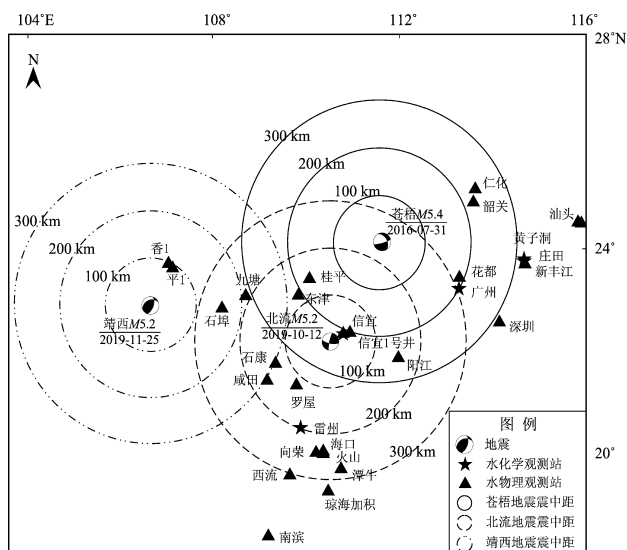 104°E
108°
112°
116°
28°N
N
300 km
200 km
100 km
仁化
韶关
苍梧M5.4
2016-07-31
汕头
300 km
200 km
100 km
香1
平1
黄子洞
24°
庄田
新丰江
花都
广州
桂平
九塘
东津
石埠
靖西M5.2
2019-11-25
北流M5.2
2019-10-12
信宜
信宜1号井
深圳
阳江
石康
咸田
100 km
罗屋
200 km
雷州
300 km
向荣
海口
火山
20°
西流
潭牛
琼海加积
南滨
图 例
地震
水化学观测站
水物理观测站
苍梧地震震中距
北流地震震中距
靖西地震震中距